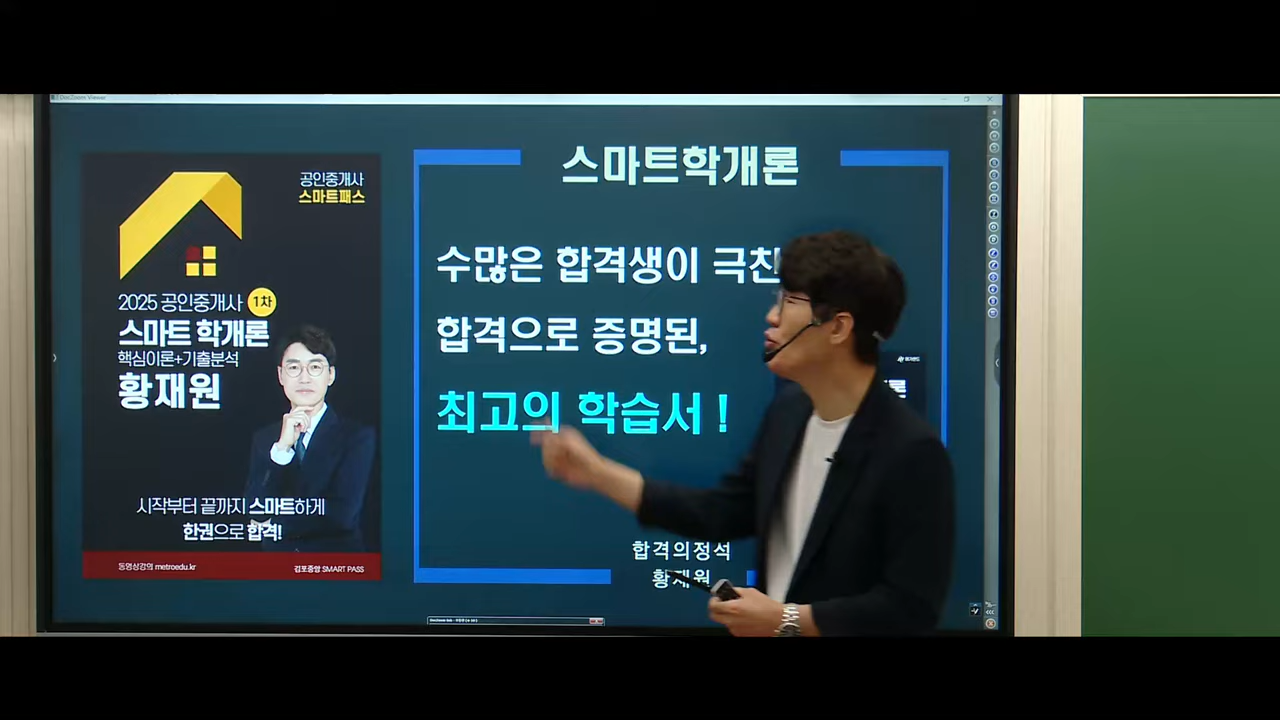 DocZoom Viewer
공인중개사
스마트패스
2025 공인중개사 1차
스마트 학개론
핵심이론+기출분석
황재원
시작부터 끝까지 스마트하게
한권으로 합격!
동영상강의 metroedu.kr
김포중앙 SMART PASS
스마트학개론
수많은 합격생이 극찬
합격으로 증명된,
최고의 학습서 !
합격의정석
황재원